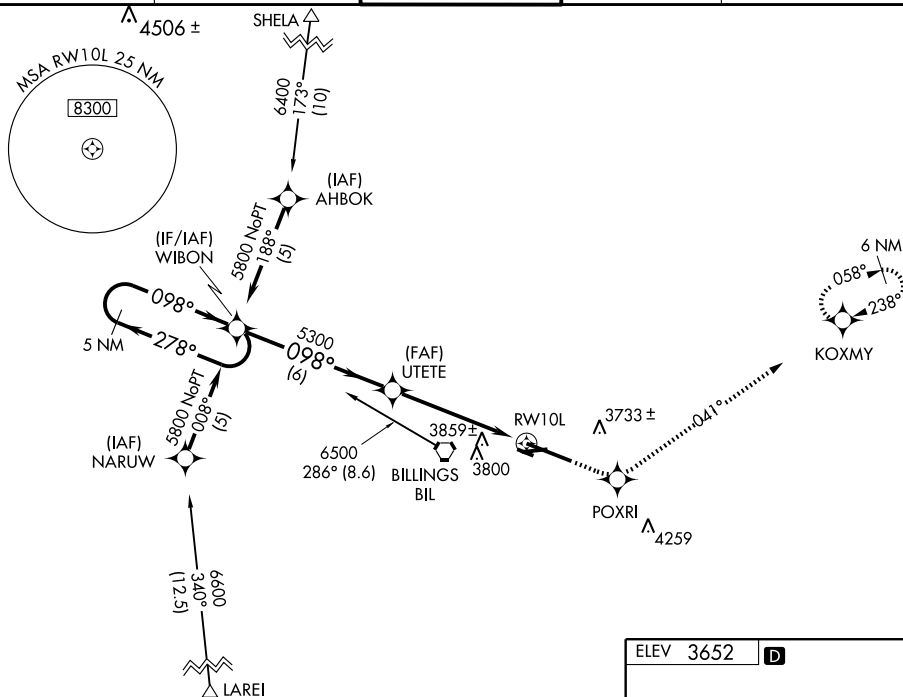 4506 ±
SHELA
MSA RW10L 25 NM
8300
6400
173°
(10)
(IAF)
AHBOK
(IF/IAF)
WIBON
5800 NoPT
188°
(5)
6 NM
058°
238°
KOXMY
098°
5 NM
278°
5300
098°
(6)
(FAF)
UTETE
5800 NoPT
008°
(5)
(IAF)
NARUW
RW10L
3733 ±
041°
3859±
3800
6500
286° (8.6)
BILLINGS
BIL
POXRI
4259
6600
340°
(12.5)
LAREI
ELEV 3652 D